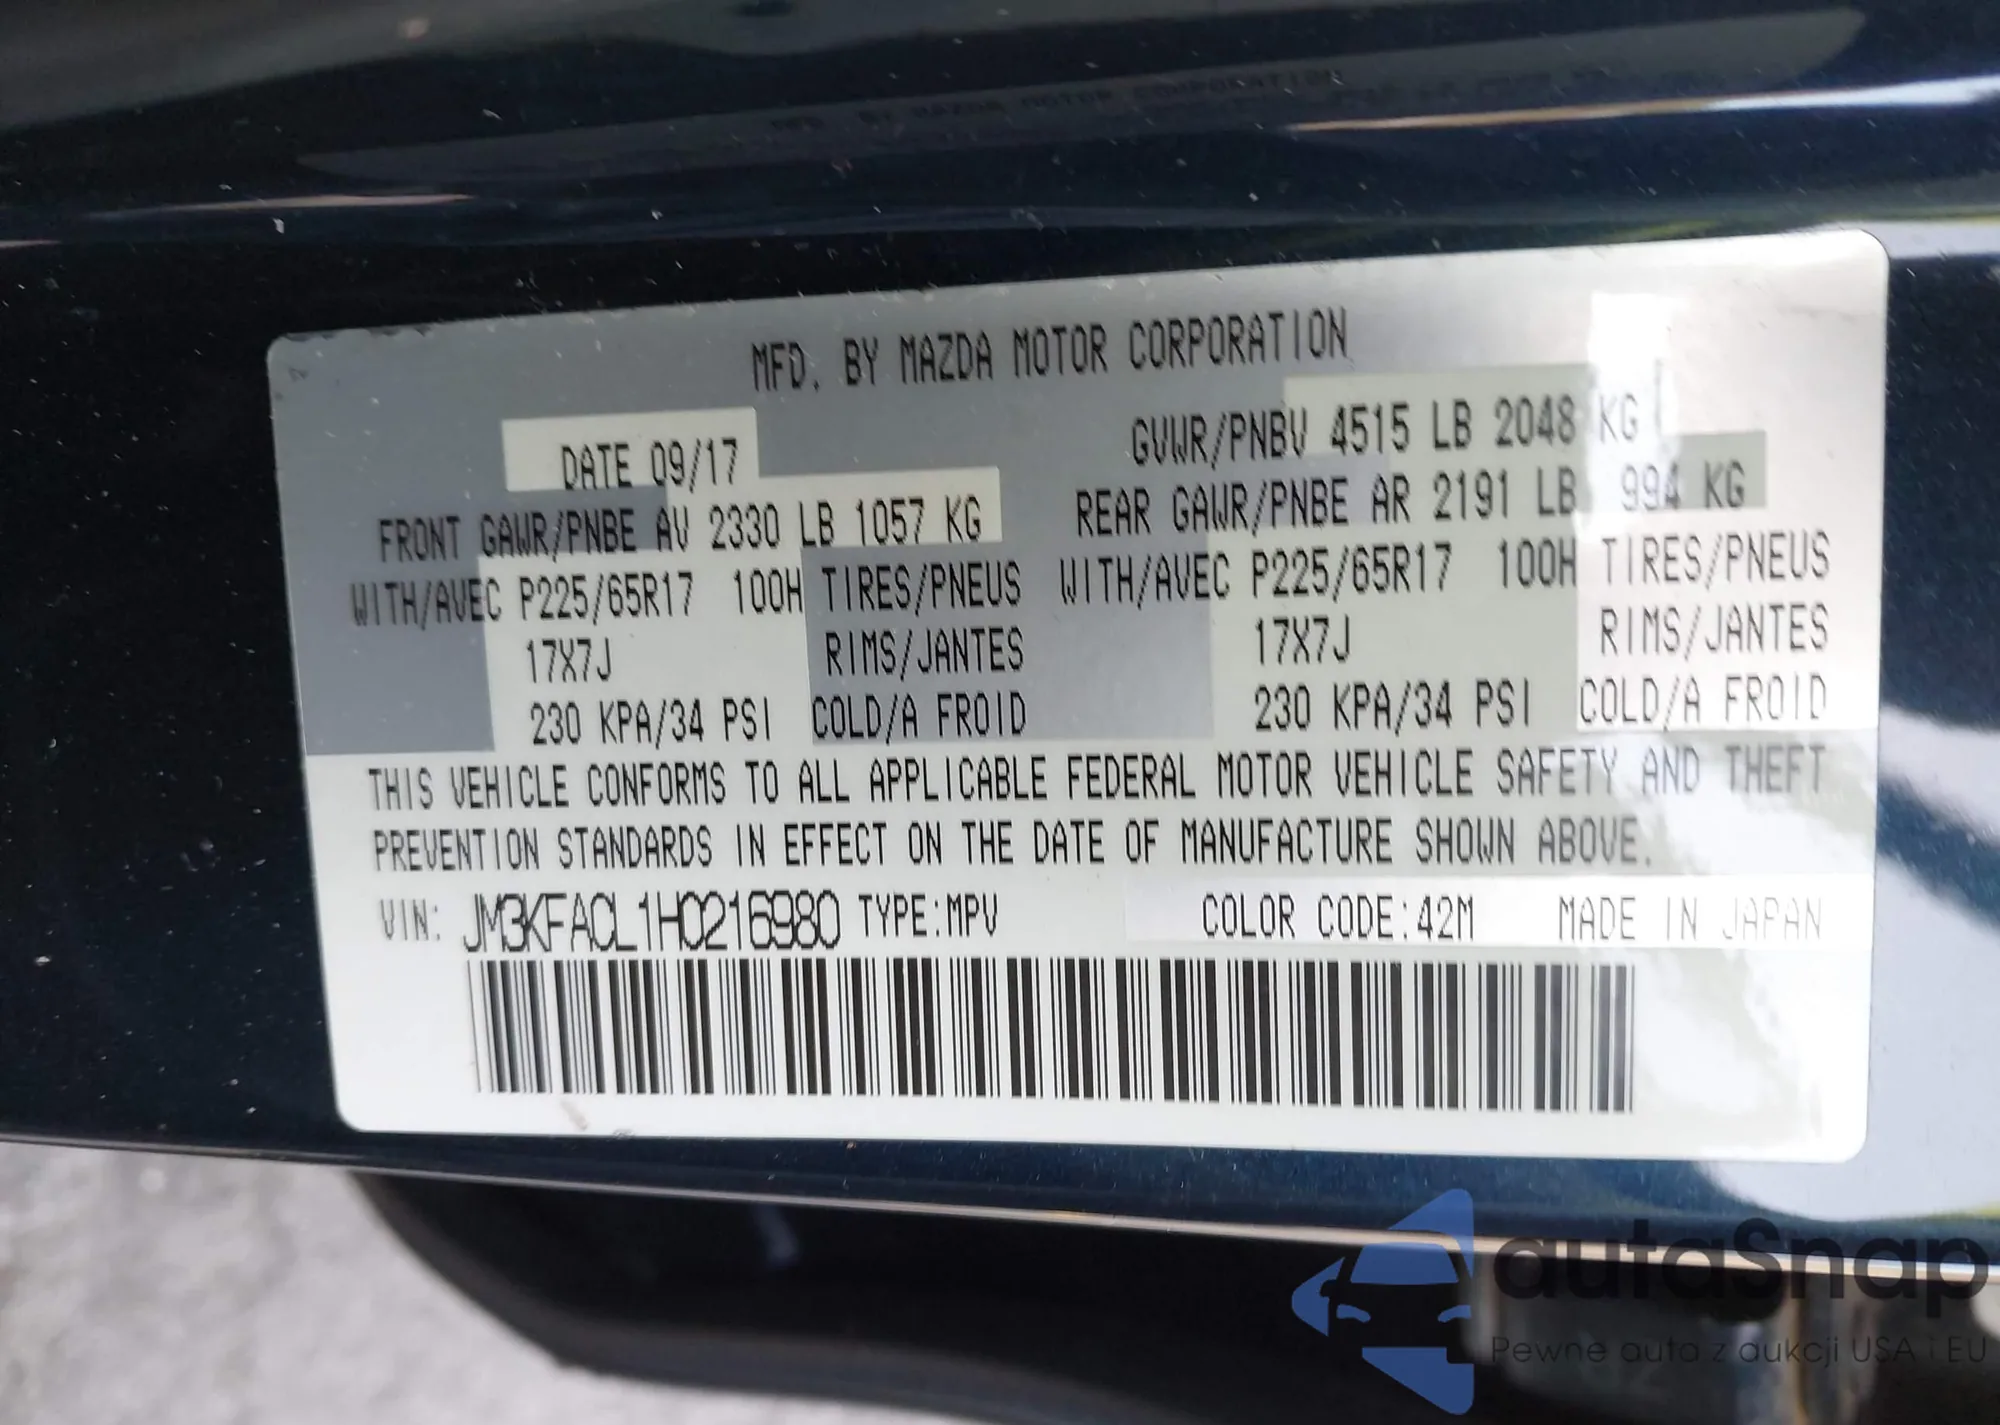 MFD. BY MAZDA MOTOR CORPORATION
DATE 09/17
GVWR/PNBV 4515 LB 2048 KG
FRONT GAWR/PNBE AV 2330 LB 1057 KG
REAR GAWR/PNBE AR 2191 LB 994 KG
WITH/AVEC P225/65R17 100H TIRES/PNEUS
WITH/AVEC P225/65R17 100H TIRES/PNEUS
17X7J RIMS/JANTES
17X7J RIMS/JANTES
230 KPA/34 PSI COLD/A FROID
230 KPA/34 PSI COLD/A FROID
THIS VEHICLE CONFORMS TO ALL APPLICABLE FEDERAL MOTOR VEHICLE SAFETY AND THEFT
PREVENTION STANDARDS IN EFFECT ON THE DATE OF MANUFACTURE SHOWN ABOVE.
VIN: JM3KFACL1H0216980 TYPE:MPV COLOR CODE:42M MADE IN JAPAN
autaSnap
Pewne auta z aukcji USA i EU